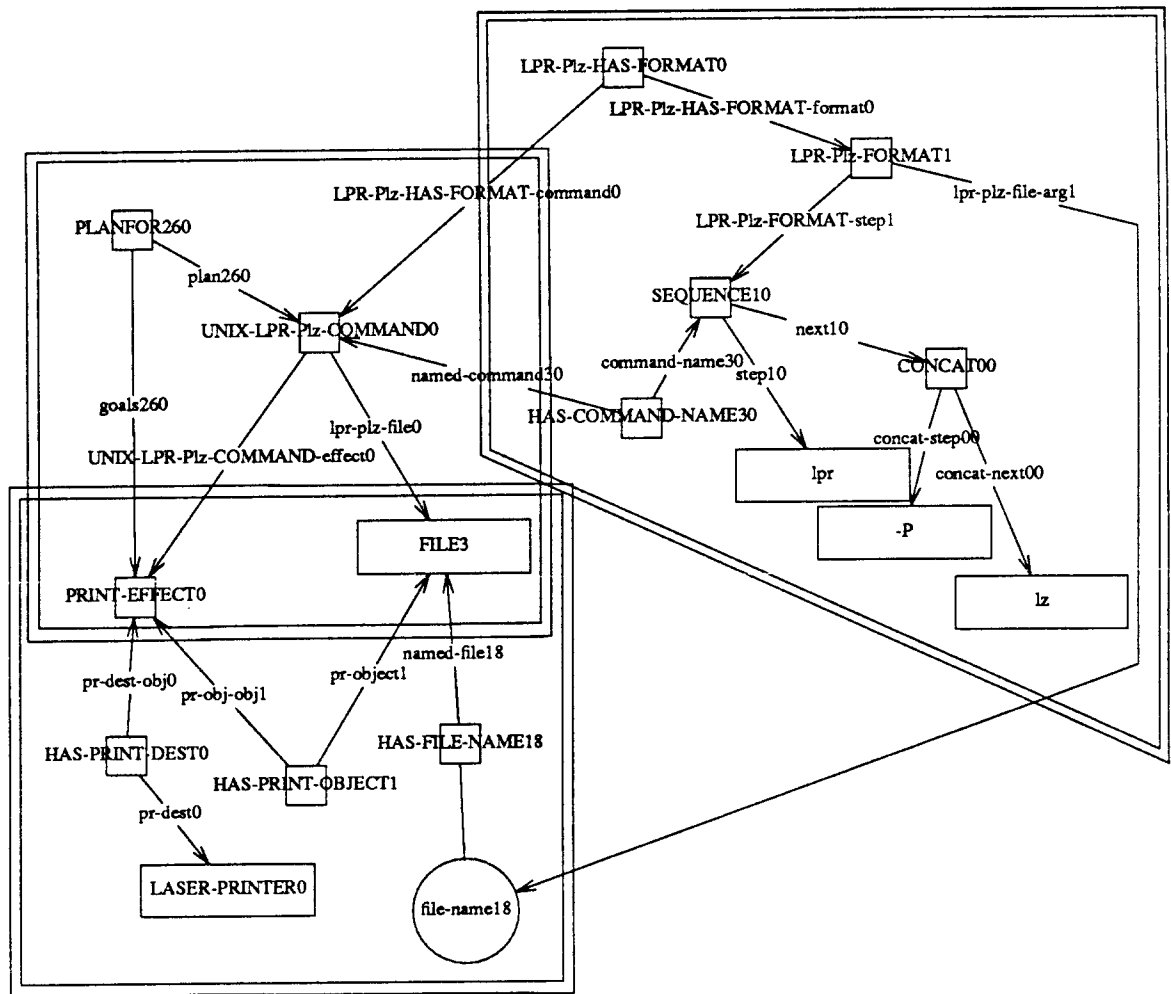 LPR-Plz-HAS-FORMAT0
LPR-Plz-HAS-FORMAT-format0
LPR-Plz-FORMAT1
LPR-Plz-HAS-FORMAT-command0
lpr-plz-file-arg1
PLANFOR260
LPR-Plz-FORMAT-step1
plan260
SEQUENCE10
UNIX-LPR-Plz-COMMAND0
next10
command-name30
CONCAT00
named-command30
step10
goals260
HAS-COMMAND-NAME30
lpr-plz-file0
concat-step00
UNIX-LPR-Plz-COMMAND-effect0
lpr
concat-next00
-P
FILE3
PRINT-EFFECT0
lz
named-file18
pr-dest-obj0
pr-obj-obj1
pr-object1
HAS-PRINT-DEST0
HAS-FILE-NAME18
HAS-PRINT-OBJECT1
pr-dest0
LASER-PRINTER0
file-name18